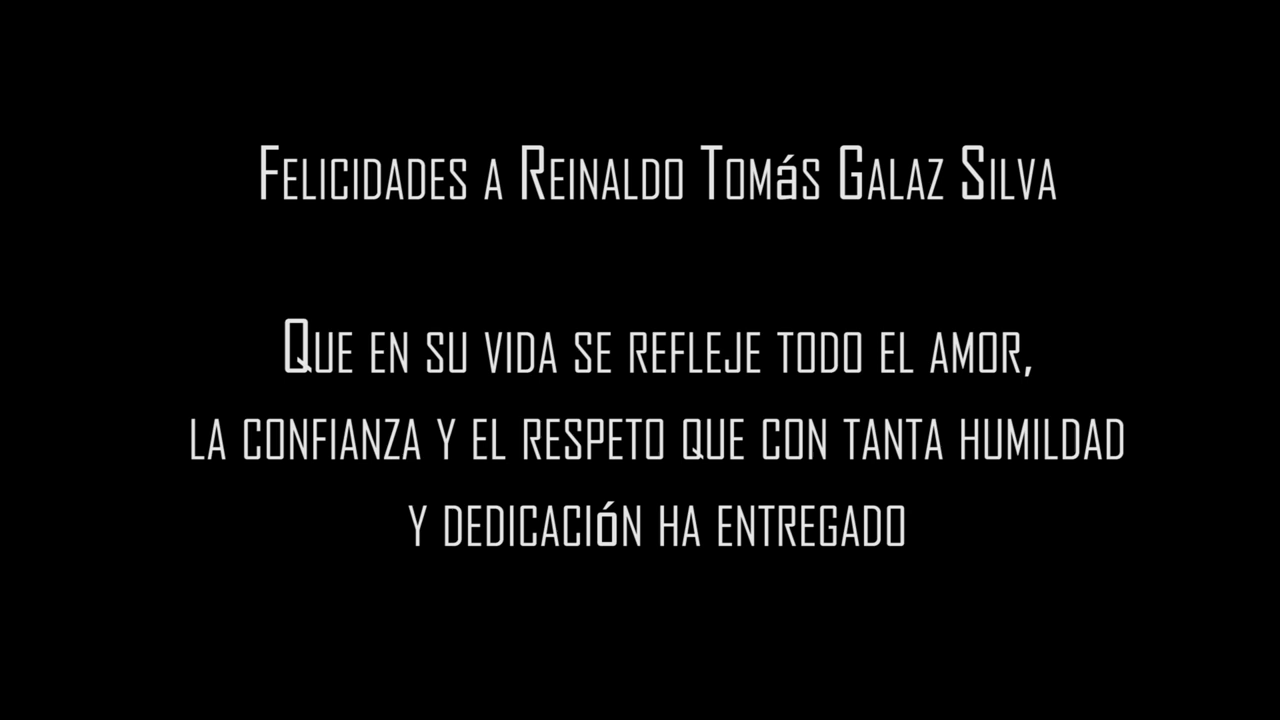 Felicidades a Reinaldo Tomás Galaz Silva
Que en su vida se refleje todo el amor,
la confianza y el respeto que con tanta humildad
y dedicación ha entregado